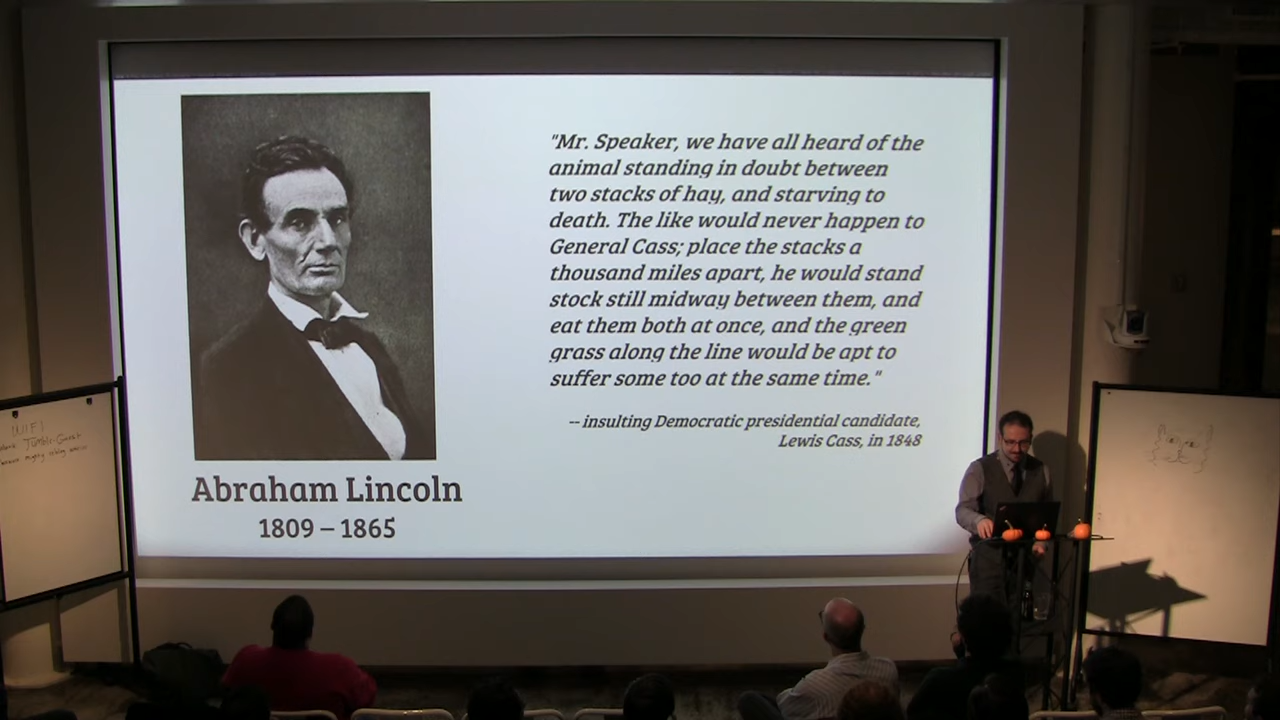 "Mr. Speaker, we have all heard of the
animal standing in doubt between
two stacks of hay, and starving to
death. The like would never happen to
General Cass; place the stacks a
thousand miles apart, he would stand
stock still midway between them, and
eat them both at once, and the green
grass along the line would be apt to
suffer some too at the same time."
-- insulting Democratic presidential candidate,
Lewis Cass, in 1848
Abraham Lincoln
1809 – 1865
WIFI
Tumblr-Guest